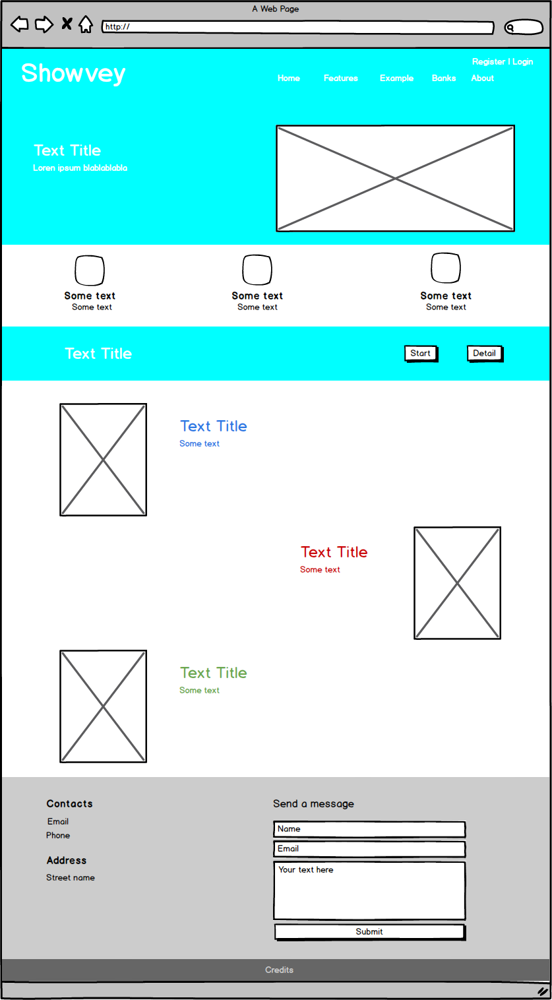 A Web Page
http://
Register | Login
Showvey
Home Features Example Banks About
Text Title
Loren ipsum blablablabla
Some text Some text Some text
Some text Some text Some text
Text Title Start Detail
Text Title
Some text
Text Title
Some text
Text Title
Some text
Contacts
Email
Phone
Address
Street name
Send a message
Name
Email
Your text here
Submit
Credits